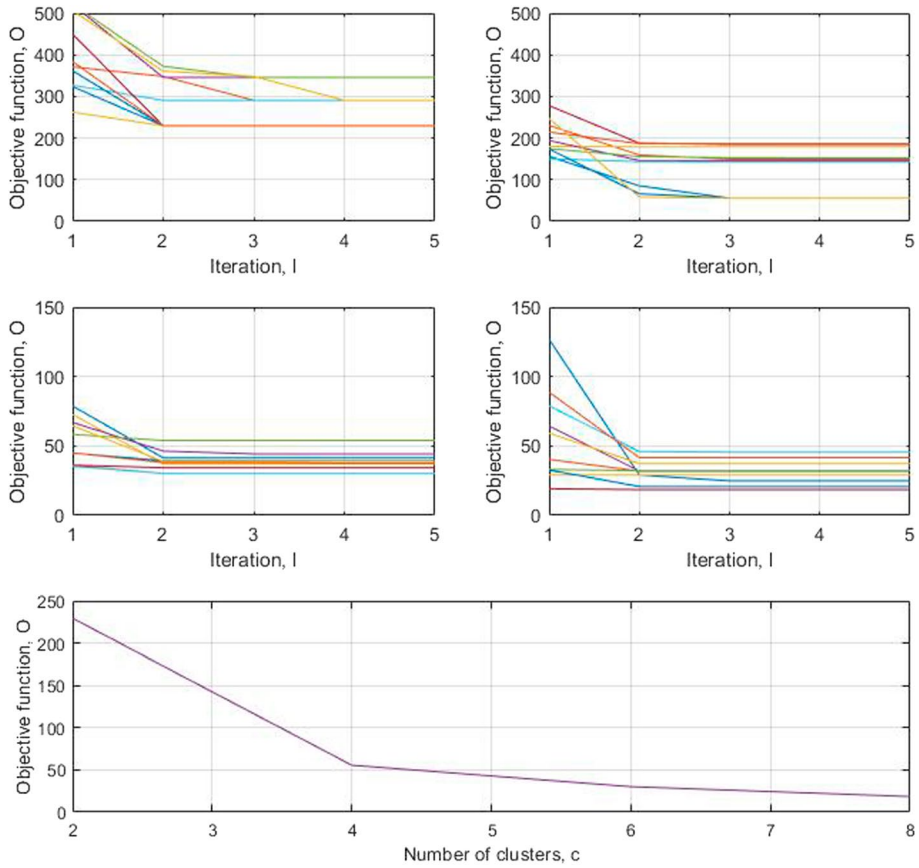 500
400
300
200
100
0
Objective function, O
1 2 3 4 5
Iteration, I
500
400
300
200
100
0
Objective function, O
1 2 3 4 5
Iteration, I
150
100
50
0
Objective function, O
1 2 3 4 5
Iteration, I
150
100
50
0
Objective function, O
1 2 3 4 5
Iteration, I
250
200
150
100
50
0
Objective function, O
2 3 4 5 6 7 8
Number of clusters, c